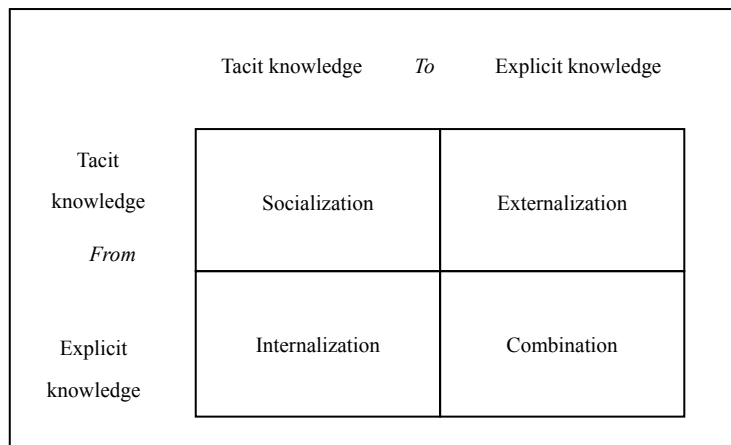 Tacit knowledge To Explicit knowledge
Tacit
knowledge
Socialization Externalization
From
Internalization Combination
Explicit
knowledge